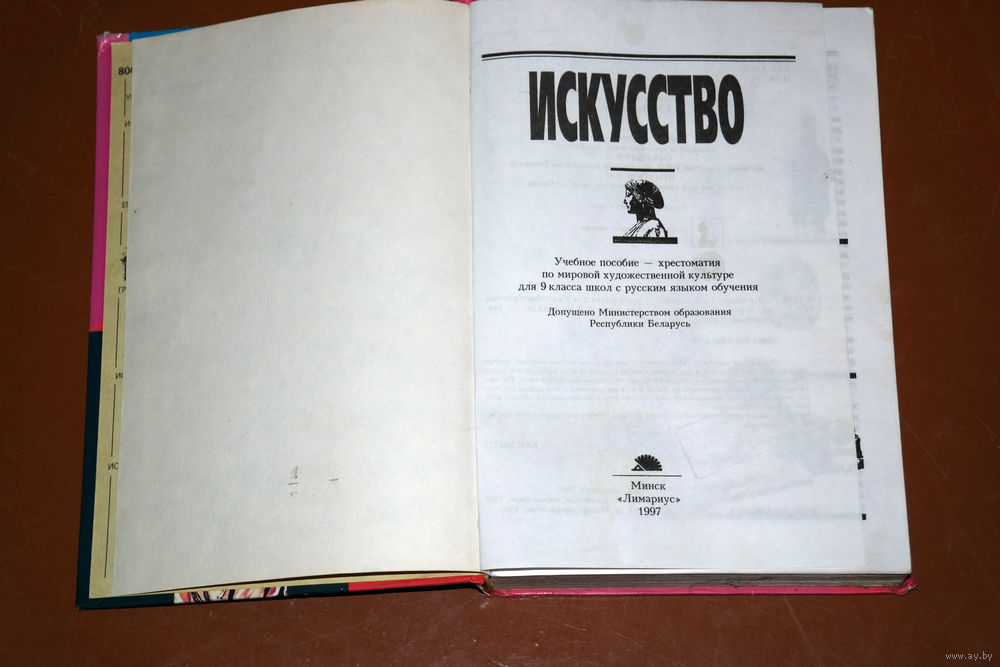 ИСКУССТВО
Учебное пособие — хрестоматия
по мировой художественной культуре
для 9 класса школ с русским языком обучения
Допущено Министерством образования
Республики Беларусь
Минск
«Лимариус»
1997
www.ay.by